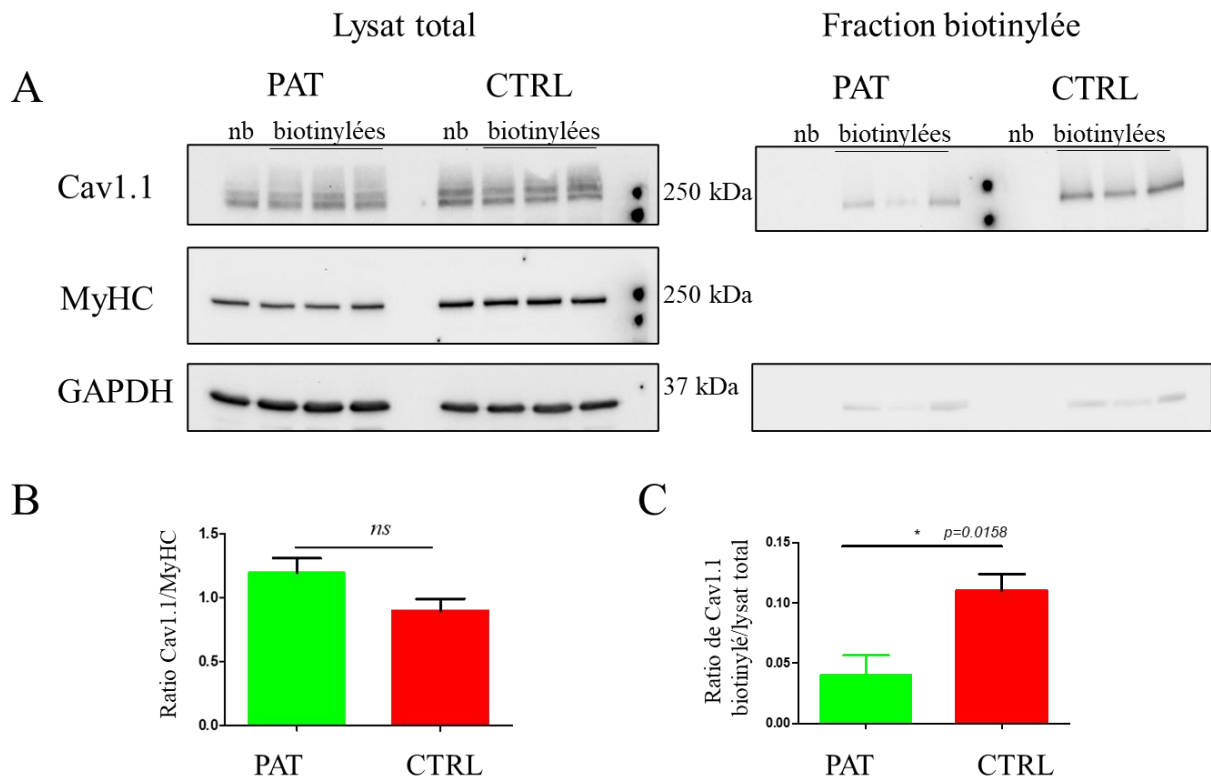 Lysat total
Fraction biotinylée
A
PAT
CTRL
PAT
CTRL
nb
biotinylées
nb
biotinylées
nb
biotinylées
nb
biotinylées
Cav1.1
250 kDa
MyHC
250 kDa
GAPDH
37 kDa
B
Ratio Cav1.1/MyHC
1.5
1.0
0.5
0.0
ns
PAT
CTRL
C
Ratio de Cav1.1
biotinylé/lysat total
0.15
0.10
0.05
0.00
* p=0.0158
PAT
CTRL